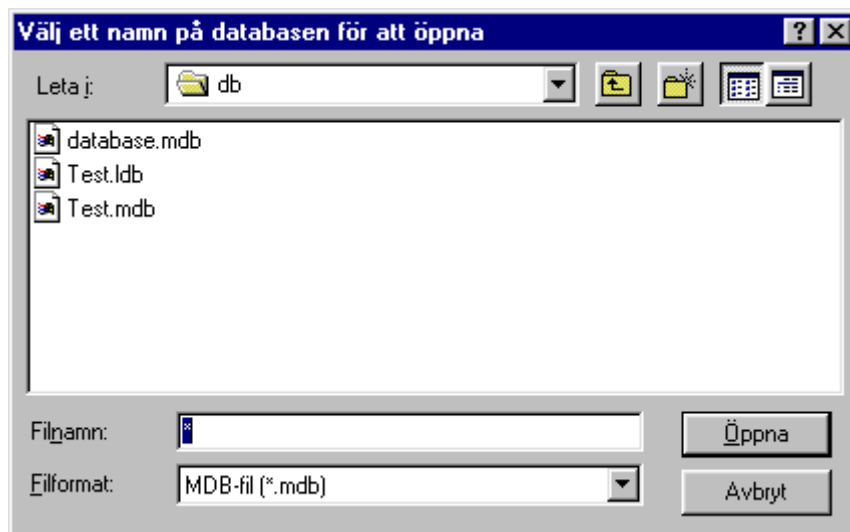 Välj ett namn på databasen för att öppna
Leta i: db
database.mdb
Test.ldb
Test.mdb
Filnamn: * Öppna
Filformat: MDB-fil (*.mdb) Avbryt